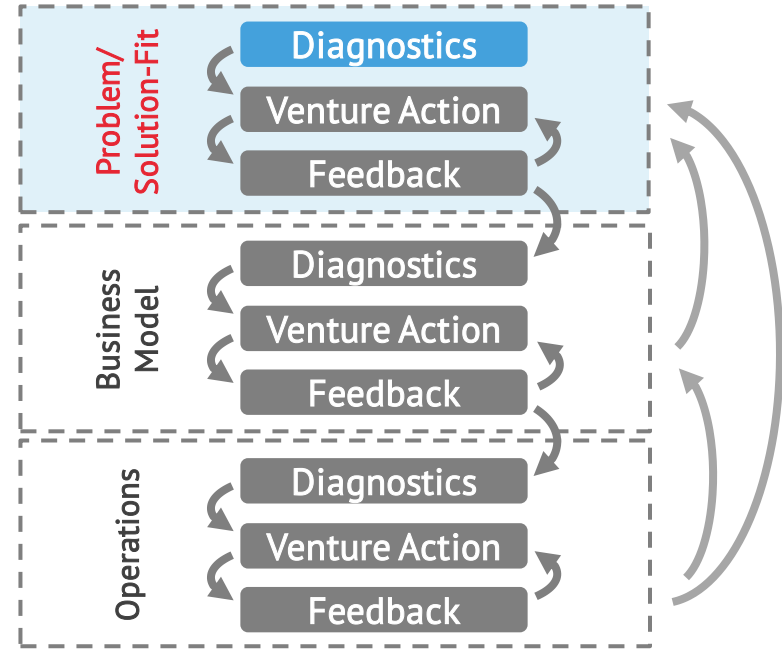 Problem/
Solution-Fit
Diagnostics
Venture Action
Feedback
Business
Model
Diagnostics
Venture Action
Feedback
Operations
Diagnostics
Venture Action
Feedback